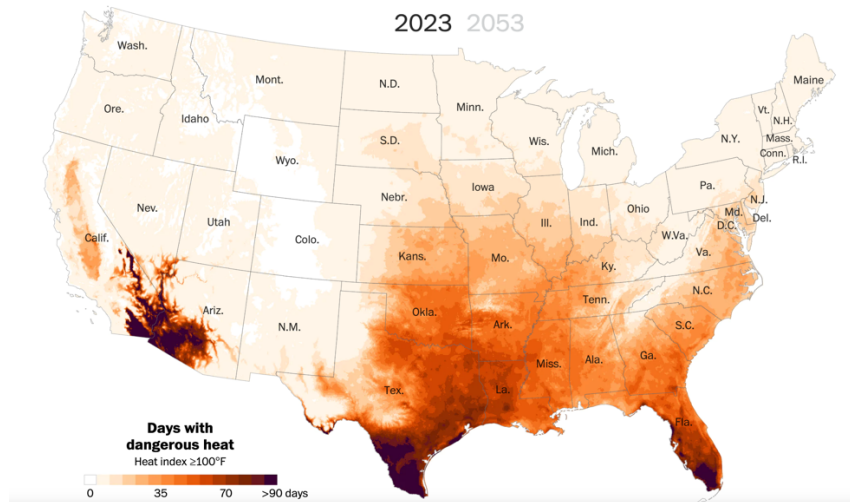 2023 2053
Wash.
Mont.
N.D.
Minn.
Maine
Ore.
Idaho
S.D.
Wis.
Mich.
N.Y.
Vt.
N.H.
Mass.
Conn.
R.I.
Wyo.
Nebr.
Iowa
Pa.
N.J.
Nev.
Utah
Colo.
Ill.
Ind.
Ohio
Md.
Del.
D.C.
Calif.
Kans.
Mo.
W.Va.
Va.
Ky.
Ariz.
N.M.
Okla.
Ark.
Tenn.
N.C.
S.C.
Tex.
La.
Miss.
Ala.
Ga.
Fla.
Days with
dangerous heat
Heat index ≥100°F
0 35 70 >90 days